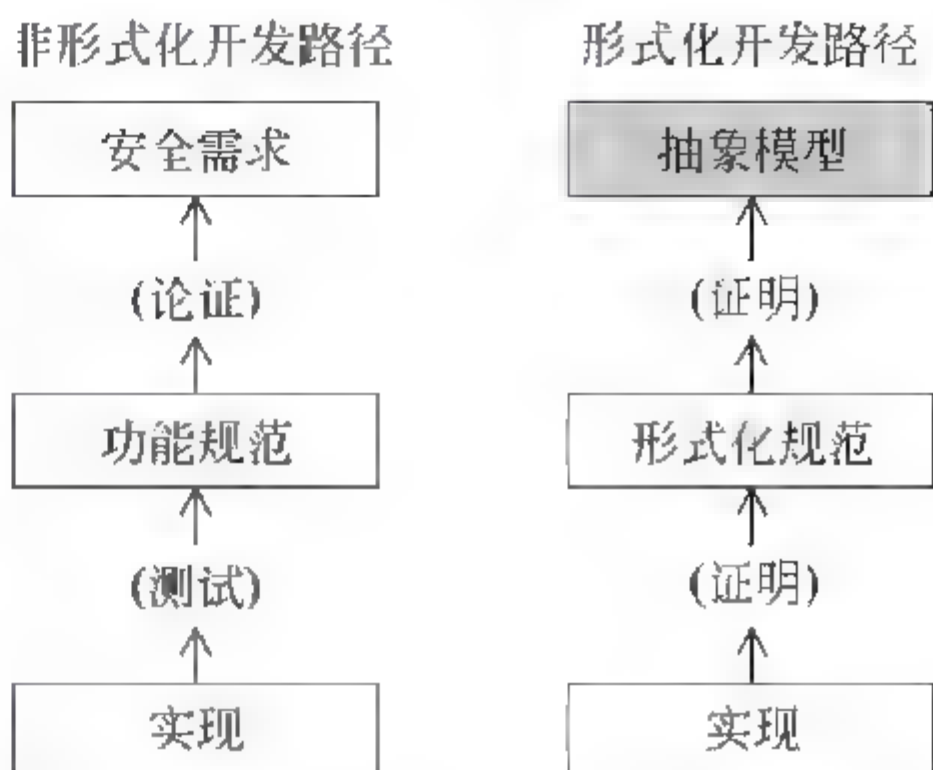 非形式化开发路径
形式化开发路径
安全需求
抽象模型
(论证)
(证明)
功能规范
形式化规范
(测试)
(证明)
实现
实现